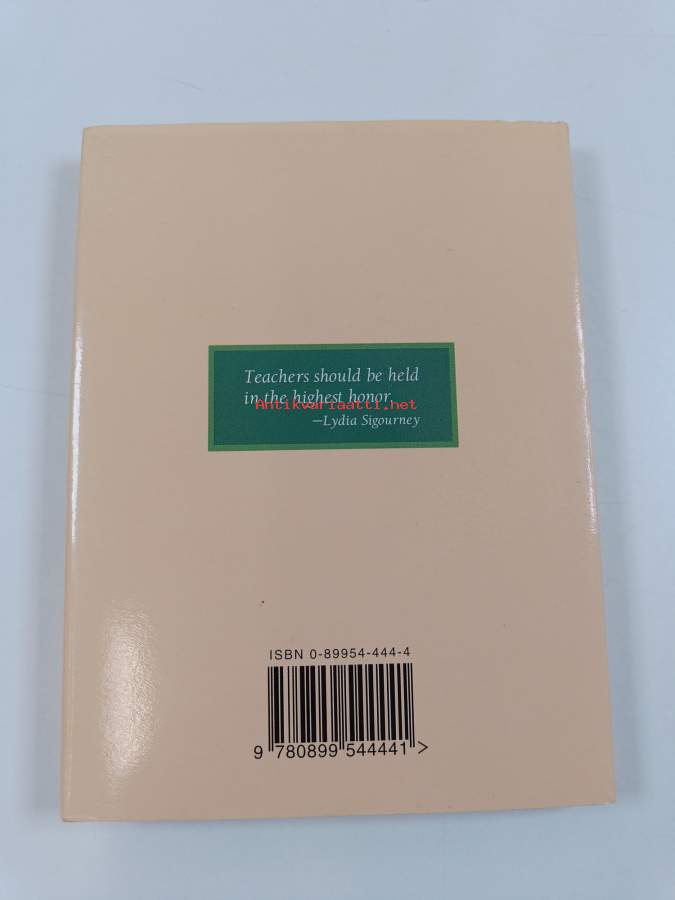 Teachers should be held
in the highest honor
Antikvariaatti.net
—Lydia Sigourney
ISBN 0-89954-444-4
9 780899 544441 >